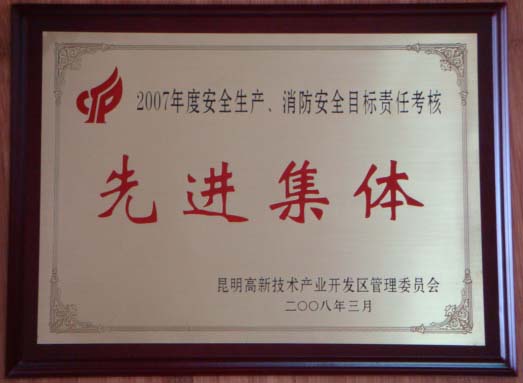 2007年度安全生产、消防安全目标责任考核
先进集体
昆明高新技术产业开发区管理委员会
二〇〇八年三月